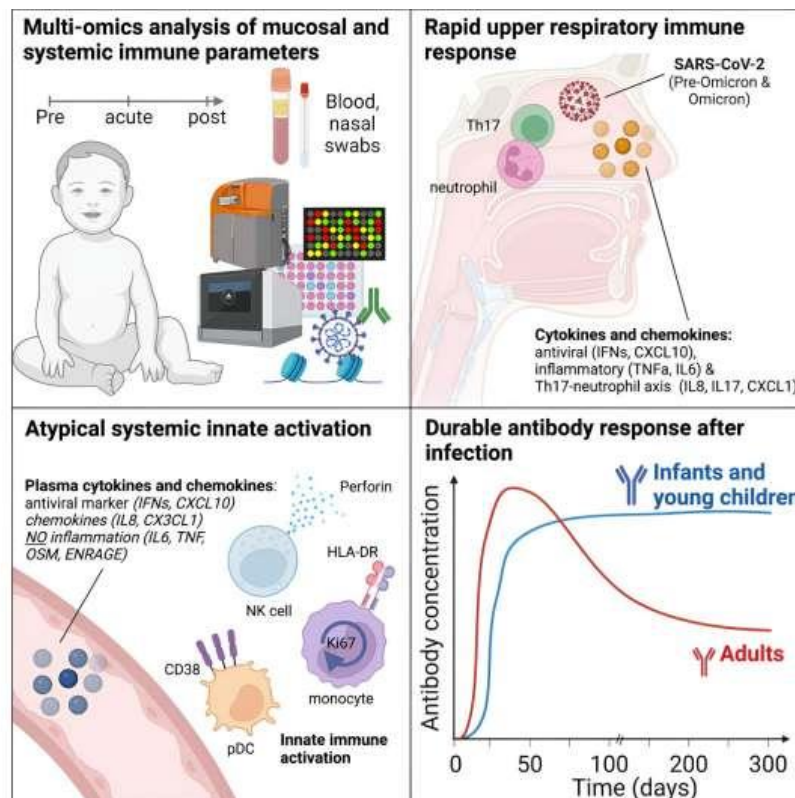 Multi-omics analysis of mucosal and
systemic immune parameters
Pre
acute
post
Blood,
nasal
swabs
Rapid upper respiratory immune
response
SARS-CoV-2
(Pre-Omicron &
Omicron)
Th17
neutrophil
Cytokines and chemokines:
antiviral (IFNs, CXCL10),
inflammatory (TNFa, IL6) &
Th17-neutrophil axis (IL8, IL17, CXCL1)
Atypical systemic innate activation
Plasma cytokines and chemokines:
antiviral marker (IFNs, CXCL10)
chemokines (IL8, CX3CL1)
NO inflammation (IL6, TNF,
OSM, ENRAGE)
Perforin
NK cell
HLA-DR
Ki67
monocyte
CD38
pDC
Innate immune
activation
Durable antibody response after
infection
Infants and
young children
Adults
Antibody concentration
0 50 100 200 300
Time (days)